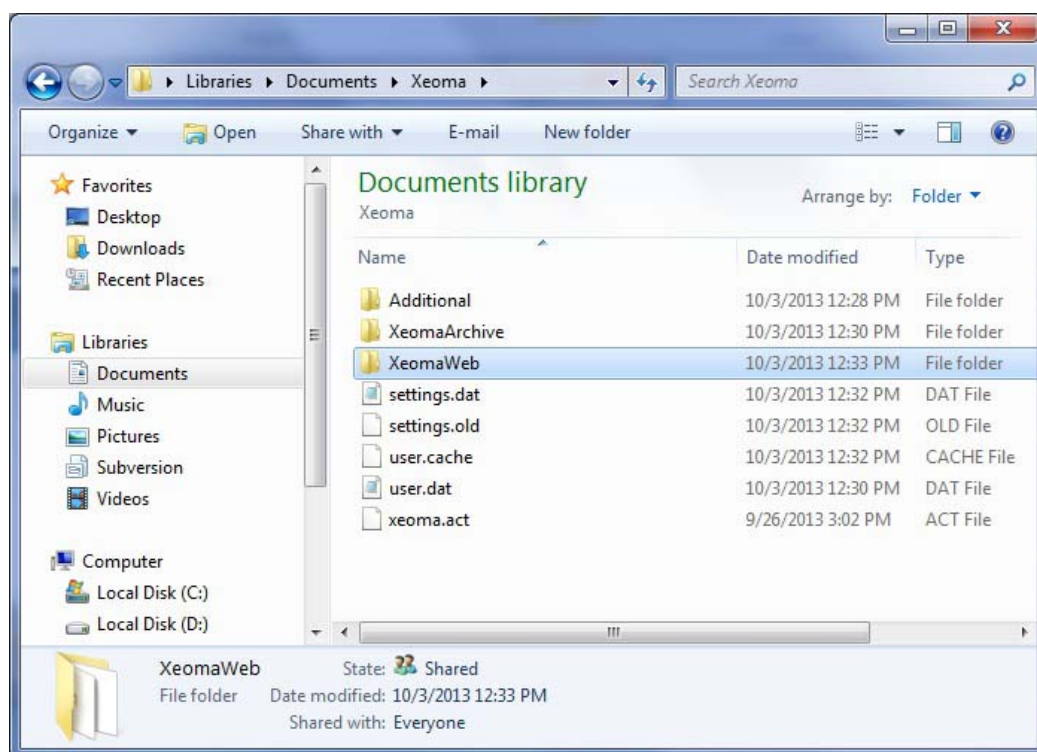 Libraries Documents Xeoma Search Xeoma
Organize Open Share with E-mail New folder
Favorites
Desktop
Downloads
Recent Places
Libraries
Documents
Music
Pictures
Subversion
Videos
Computer
Local Disk (C:)
Local Disk (D:)
Documents library
Xeoma
Arrange by: Folder
Name Date modified Type
Additional 10/3/2013 12:28 PM File folder
XeomaArchive 10/3/2013 12:30 PM File folder
XeomaWeb 10/3/2013 12:33 PM File folder
settings.dat 10/3/2013 12:32 PM DAT File
settings.old 10/3/2013 12:32 PM OLD File
user.cache 10/3/2013 12:32 PM CACHE File
user.dat 10/3/2013 12:30 PM DAT File
xeoma.act 9/26/2013 3:02 PM ACT File
XeomaWeb State: Shared
File folder Date modified: 10/3/2013 12:33 PM
Shared with: Everyone